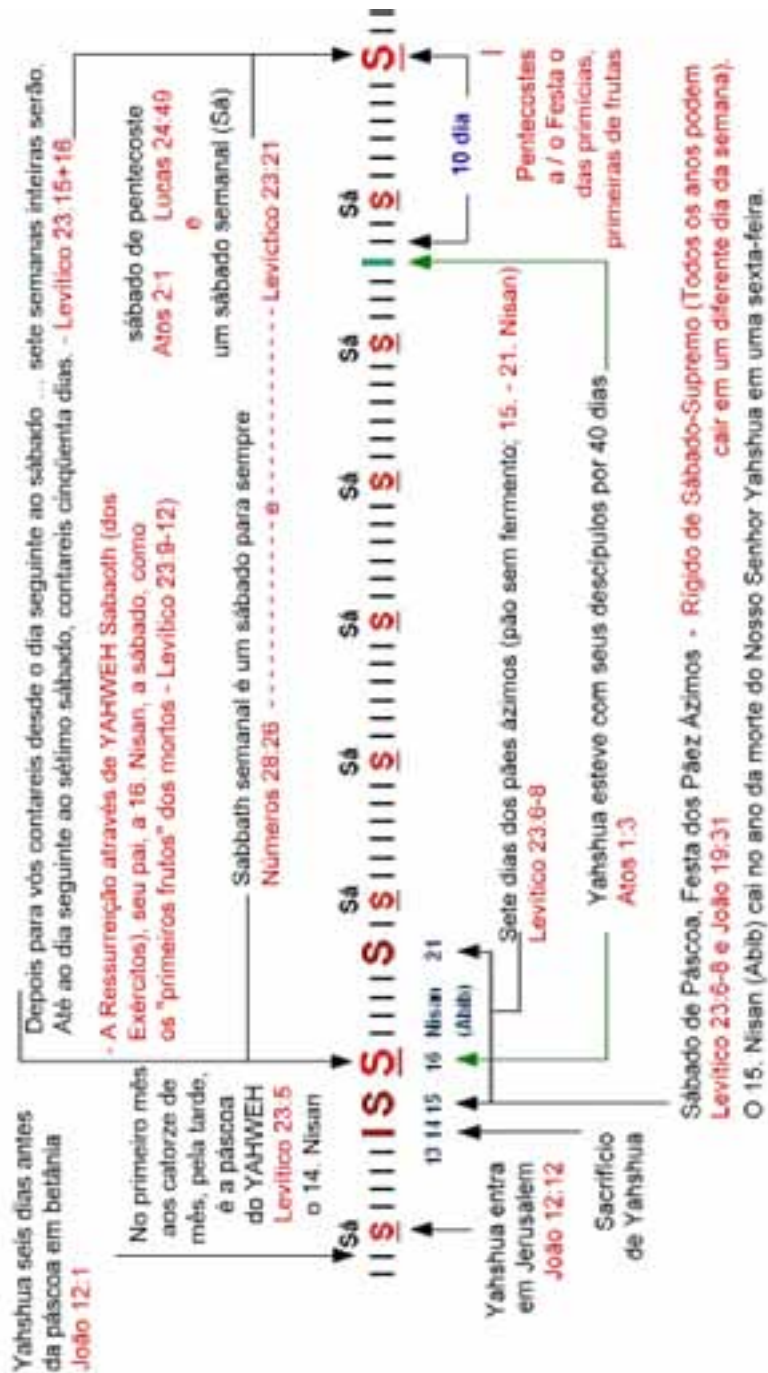 Yahshua seis dias antes
da páscoa em betânia
João 12:1
Depois para vós contareis desde o dia seguinte ao sábado ... sete semanas inteiras serão.
Até ao dia seguinte ao sétimo sábado, contareis cinqüenta dias. - Levítico 23:15+16
- A Ressurreição através de YAHWEH Sabaoth (dos
Exércitos), seu pai, a 16. Nisan, a sábado, como
os "primeiros frutos" dos mortos - Levítico 23:9-12)
sábado de pentecoste
Atos 2:1 Lucas 24:49
e
um sábado semanal (Sá)
No primeiro mês
aos catorze de
mês, pela tarde,
é a páscoa
do YAHWEH
Levítico 23:5
o 14. Nisan
Sabbath semanal é um sábado para sempre
Números 28:26 - - - - - - - - - - - e - - - - - - - - - - - Levíctico 23:21
Sá Sá Sá Sá Sá Sá Sá Sá
S I S S S S S S S S S I S S
13 14 15 16 Nisan 21
(Abib)
10 dia
Yahshua entra
em Jerusalem
João 12:12
Sacrifício
de Yahshua
Sete dias dos pães ázimos (pão sem fermento; 15. - 21. Nisan)
Levítico 23:6-8
Yahshua esteve com seus descípulos por 40 dias
Atos 1:3
Pentecostes
a / o Festa o
das primícias,
primeiras de frutas
Sábado de Páscoa, Festa dos Páez Ázimos - Rígido de Sábado-Supremo (Todos os anos podem
Levítico 23:6-8 e João 19:31 cair em um diferente dia da semana).
O 15. Nisan (Abib) cai no ano da morte do Nosso Senhor Yahshua em uma sexta-feira.